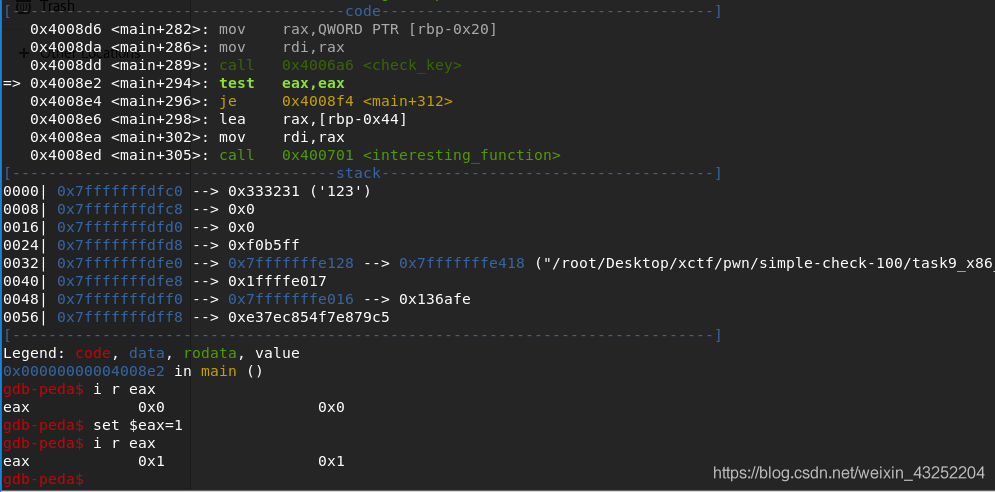 Trash
[-------------------------------------code-------------------------------------]
0x4008d6 <main+282>: mov rax,QWORD PTR [rbp-0x20]
0x4008da <main+286>: mov rdi,rax
0x4008dd <main+289>: call 0x4006a6 <check_key>
=> 0x4008e2 <main+294>: test eax,eax
0x4008e4 <main+296>: je 0x4008f4 <main+312>
0x4008e6 <main+298>: lea rax,[rbp-0x44]
0x4008ea <main+302>: mov rdi,rax
0x4008ed <main+305>: call 0x400701 <interesting_function>
[------------------------------------stack-------------------------------------]
0000| 0x7fffffffdfc0 --> 0x333231 ('123')
0008| 0x7fffffffdfc8 --> 0x0
0016| 0x7fffffffdfd0 --> 0x0
0024| 0x7fffffffdfd8 --> 0xf0b5ff
0032| 0x7fffffffdfe0 --> 0x7fffffffe128 --> 0x7fffffffe418 ("/root/Desktop/xctf/pwn/simple-check-100/task9_x86_
0040| 0x7fffffffdfe8 --> 0x1ffffe017
0048| 0x7fffffffdff0 --> 0x7fffffffe016 --> 0x136afe
0056| 0x7fffffffdff8 --> 0xe37ec854f7e879c5
[------------------------------------------------------------------------------]
Legend: code, data, rodata, value
0x00000000004008e2 in main ()
gdb-peda$ i r eax
eax 0x0 0x0
gdb-peda$ set $eax=1
gdb-peda$ i r eax
eax 0x1 0x1
gdb-peda$
https://blog.csdn.net/weixin_43252204